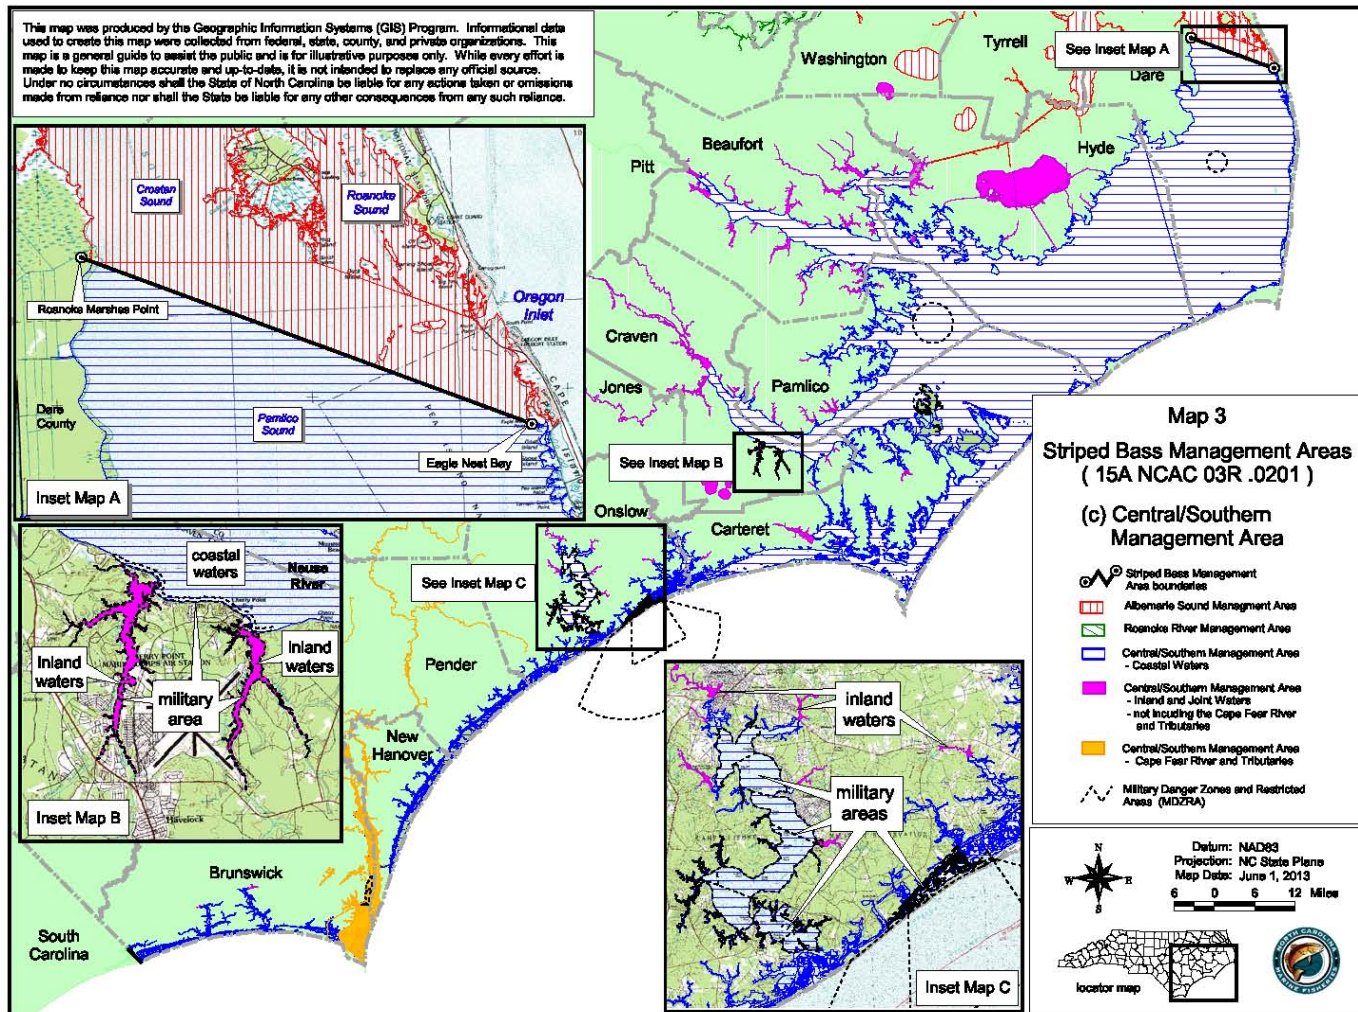 This map was produced by the Geographic Information Systems (GIS) Program. Informational data
used to create this map were collected from federal, state, county, and private organizations. This
map is a general guide to assist the public and is for illustrative purposes only. While every effort is
made to keep this map accurate and up-to-date, it is not intended to replace any official source.
Under no circumstances shall the State of North Carolina be liable for any actions taken or omissions
made from reliance nor shall the State be liable for any other consequences from any such reliance.
Washington
Tyrrell
See Inset Map A
Dare
Beaufort
Hyde
Pitt
Craven
Jones
Pamlico
See Inset Map B
Onslow
Carteret
See Inset Map C
Pender
New
Hanover
Brunswick
South
Carolina
Croatan
Sound
Roanoke
Sound
Oregon
Inlet
Roanoke Marshes Point
Dare
County
Pamlico
Sound
Eagle Nest Bay
CAPE
Inset Map A
coastal
waters
Neuse
River
Inland
waters
Inland
waters
military
area
Havelock
Inset Map B
inland
waters
military
areas
Inset Map C
Map 3
Striped Bass Management Areas
( 15A NCAC 03R .0201 )
(c) Central/Southern
Management Area
Striped Bass Management
Area boundaries
Albemarle Sound Managment Area
Roanoke River Management Area
Central/Southern Management Area
- Coastal Waters
Central/Southern Management Area
- Inland and Joint Waters
- not incuding the Cape Fear River
and Tributaries
Central/Southern Management Area
- Cape Fear River and Tributaries
Military Danger Zones and Restricted
Areas (MDZRA)
N
W E
S
Datum: NAD83
Projection: NC State Plane
Map Date: June 1, 2013
6 0 6 12 Miles
locator map
NORTH CAROLINA
MARINE FISHERIES